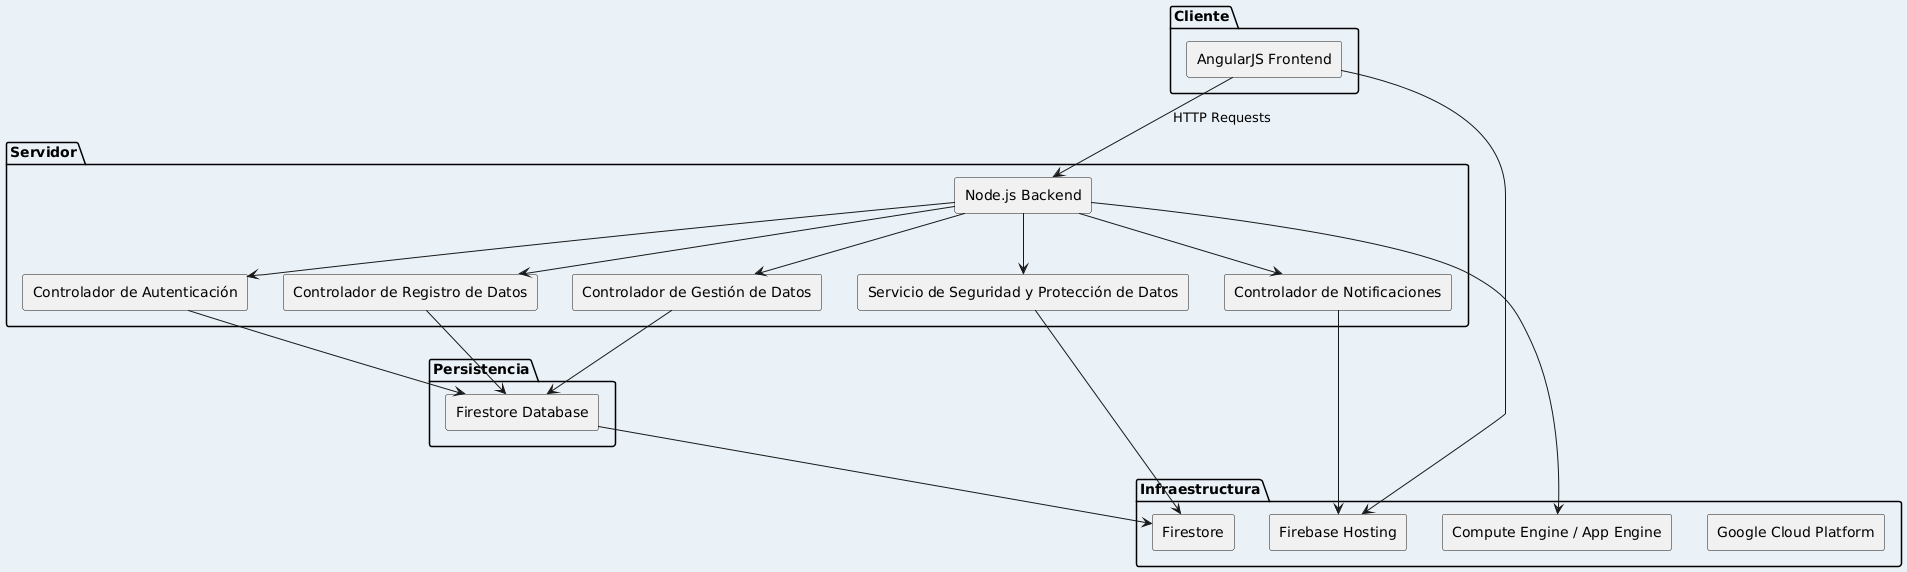 Cliente
AngularJS Frontend
HTTP Requests
Servidor
Node.js Backend
Controlador de Autenticación
Controlador de Registro de Datos
Controlador de Gestión de Datos
Servicio de Seguridad y Protección de Datos
Controlador de Notificaciones
Persistencia
Firestore Database
Infraestructura
Firestore
Firebase Hosting
Compute Engine / App Engine
Google Cloud Platform